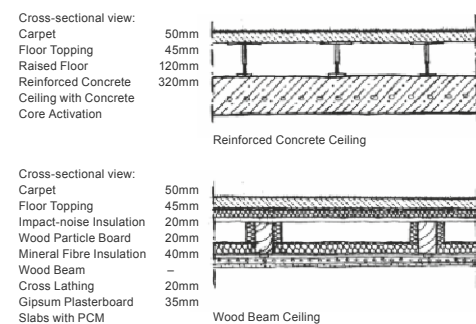 Cross-sectional view:
Carpet 50mm
Floor Topping 45mm
Raised Floor 120mm
Reinforced Concrete 320mm
Ceiling with Concrete
Core Activation
Reinforced Concrete Ceiling
Cross-sectional view:
Carpet 50mm
Floor Topping 45mm
Impact-noise Insulation 20mm
Wood Particle Board 20mm
Mineral Fibre Insulation 40mm
Wood Beam –
Cross Lathing 20mm
Gipsum Plasterboard 35mm
Slabs with PCM
Wood Beam Ceiling